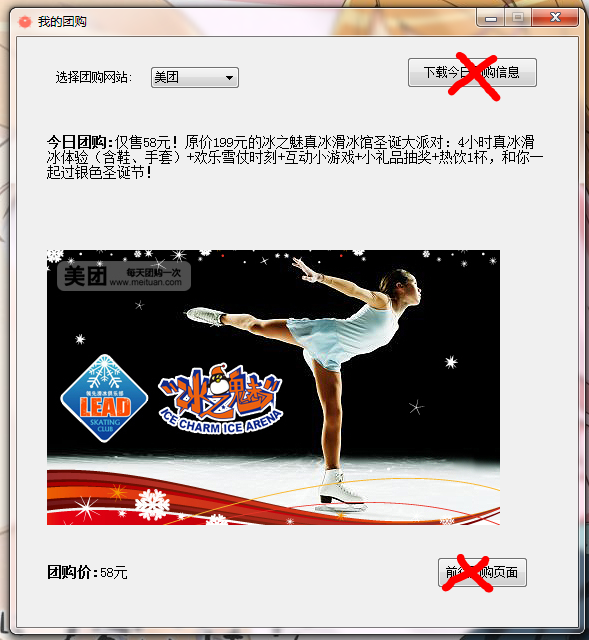 我的团购
选择团购网站:
美团
下载今日团购信息
今日团购:仅售58元！原价199元的冰之魅真冰滑冰馆圣诞大派对：4小时真冰滑
冰体验（含鞋、手套）+欢乐雪仗时刻+互动小游戏+小礼品抽奖+热饮1杯，和你一
起过银色圣诞节！
美团
每天团购一次
www.meituan.com
LEAD
SKATING
CLUB
冰之魅
ICE CHARM ICE ARENA
团购价:58元
前往团购页面